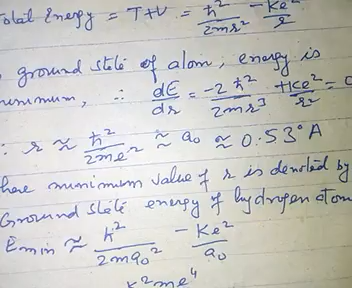 Total Energy = T+V = ħ²/2mr² - Ke²/r
ground state of atom, energy is
minimum, ∴ dE/dr = -2ħ²/2mr³ + Ke²/r² = 0
∴ r ≈ ħ²/2me² ≈ a₀ ≈ 0.53°A
here minimum value of r is denoted by
Ground state energy of hydrogen atom
Emin ≈ ħ²/2ma₀² - Ke²/a₀
k²me⁴